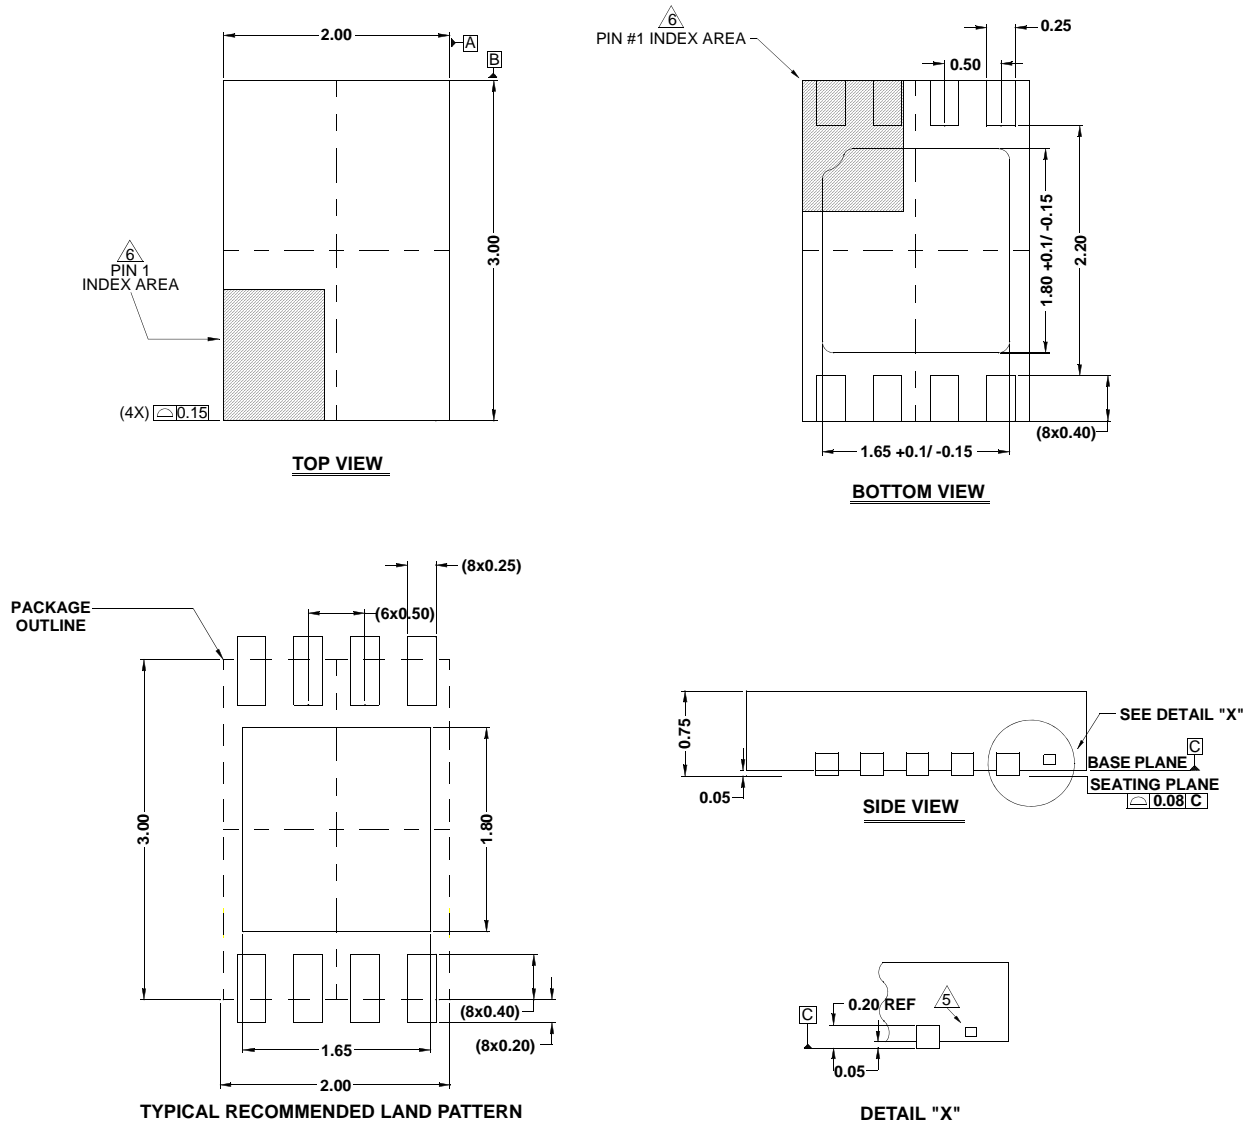 2.00
A
B
3.00
6
PIN 1
INDEX AREA
(4X) 0.15
TOP VIEW
6
PIN #1 INDEX AREA
0.25
0.50
1.80 +0.1/ -0.15
2.20
(8x0.40)
1.65 +0.1/ -0.15
BOTTOM VIEW
PACKAGE
OUTLINE
(8x0.25)
(6x0.50)
3.00
1.80
(8x0.40)
(8x0.20)
1.65
2.00
TYPICAL RECOMMENDED LAND PATTERN
0.75
0.05
SEE DETAIL "X"
C
BASE PLANE
SEATING PLANE
0.08 C
SIDE VIEW
0.20 REF
5
C
0.05
DETAIL "X"